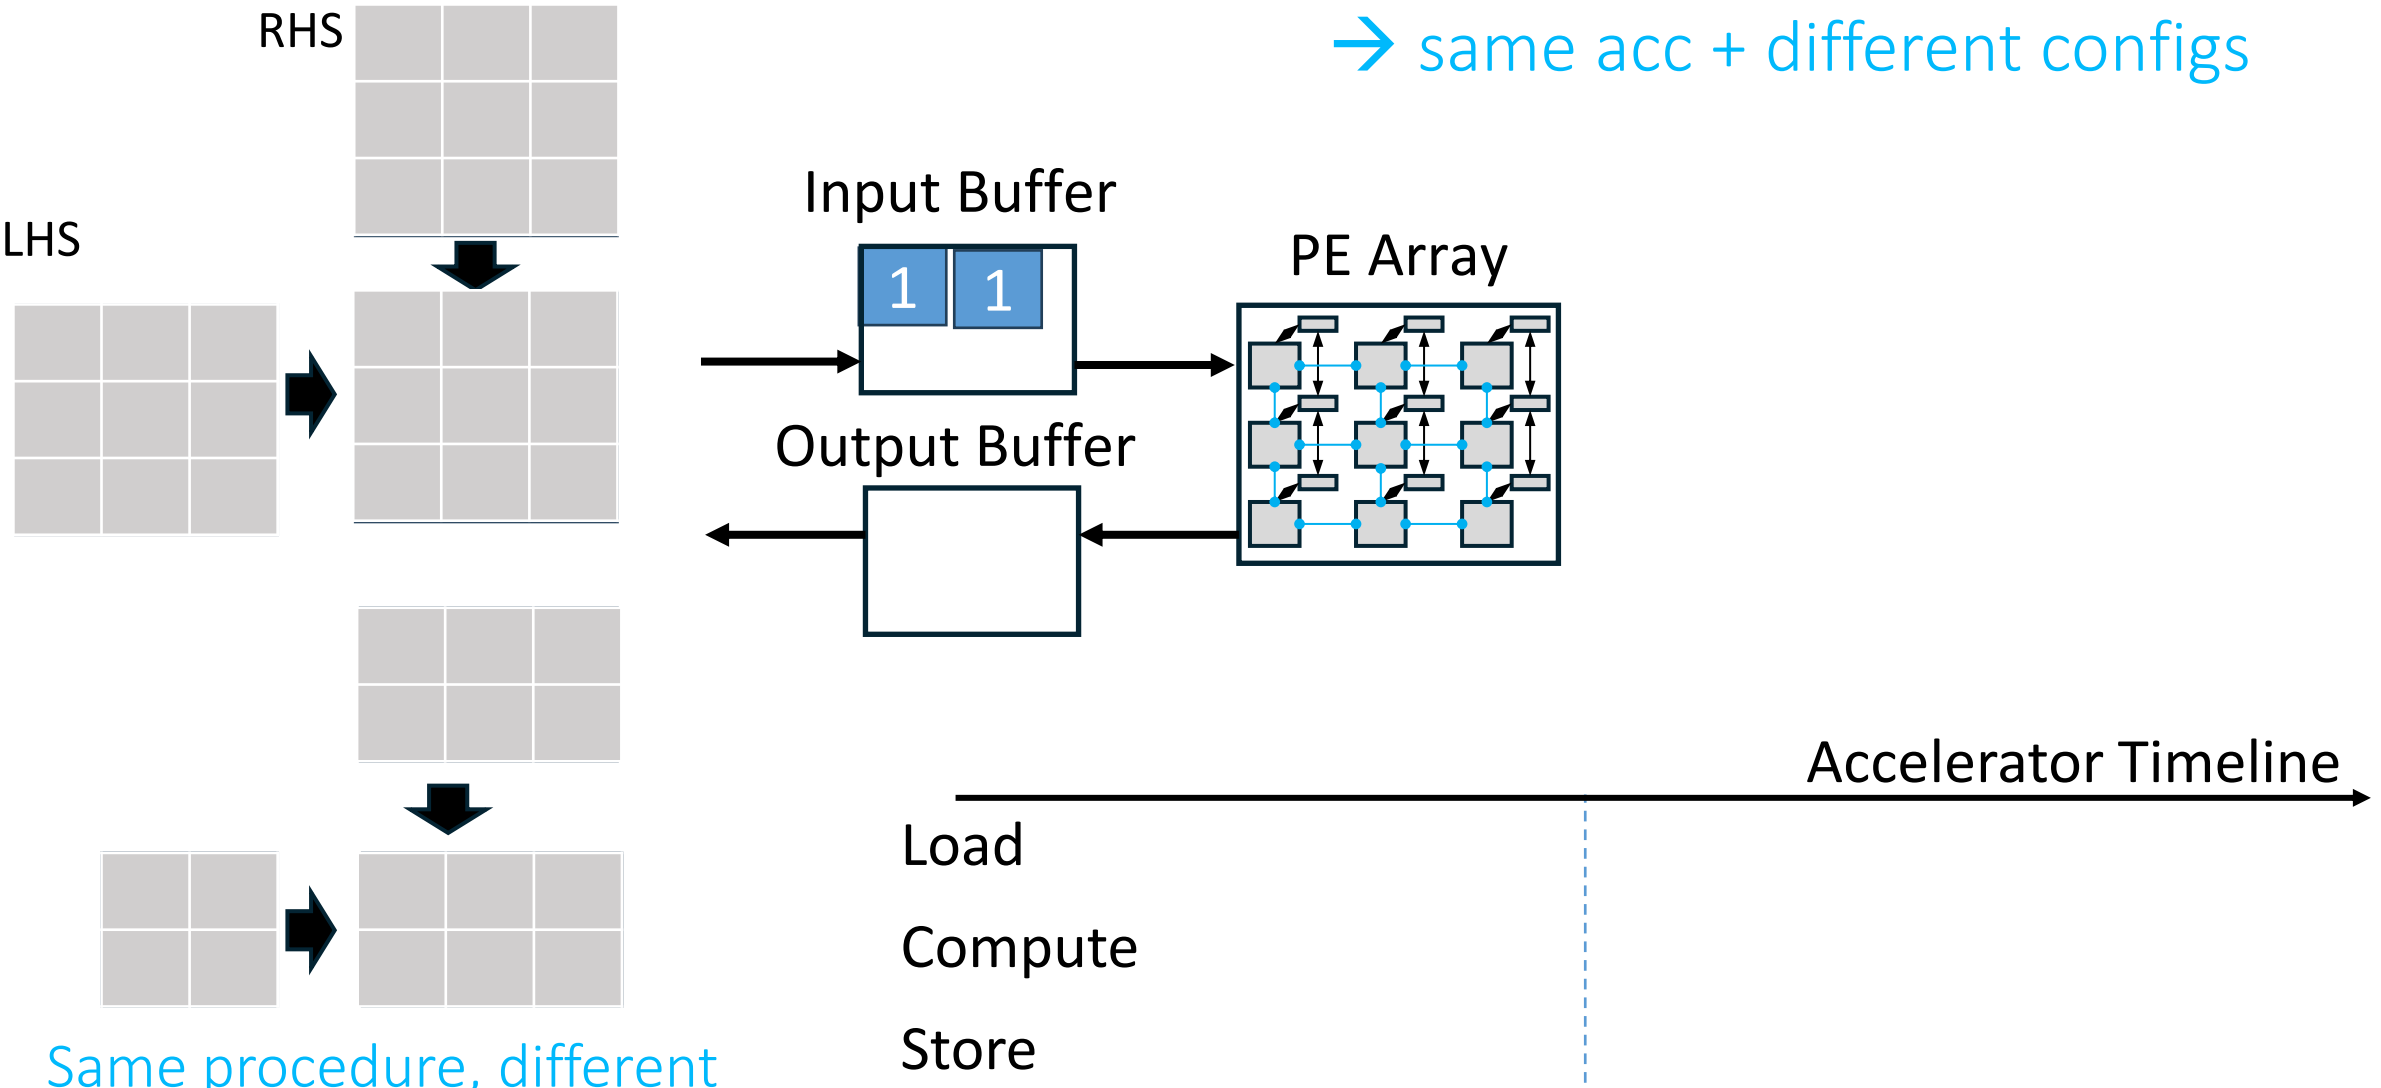 RHS
→ same acc + different configs
LHS
Input Buffer
1 1
PE Array
Output Buffer
Accelerator Timeline
Load
Compute
Store
Same procedure, different